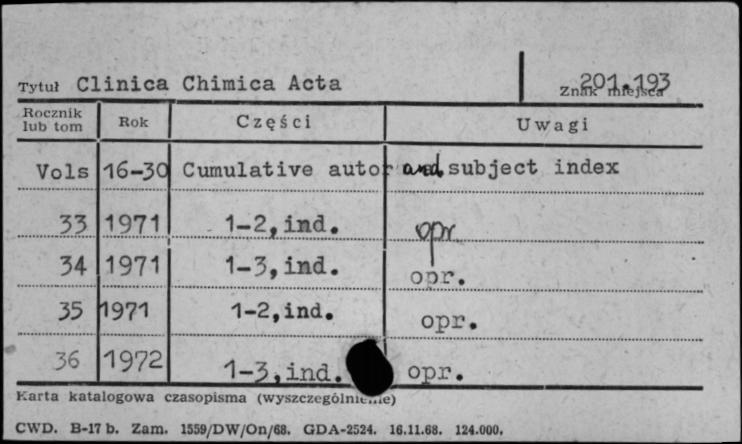 Tytuł Clinica Chimica Acta 201.193
Znak miejsca
Rocznik lub tom Rok Części Uwagi
Vols 16-30 Cumulative autor and subject index
33 1971 1-2,ind. opr
34 1971 1-3,ind. opr.
35 1971 1-2,ind. opr.
36 1972 1-3,ind. opr.
Karta katalogowa czasopisma (wyszczególnienie)
CWD. B-17 b. Zam. 1559/DW/On/68. GDA-2524. 16.11.68. 124.000.